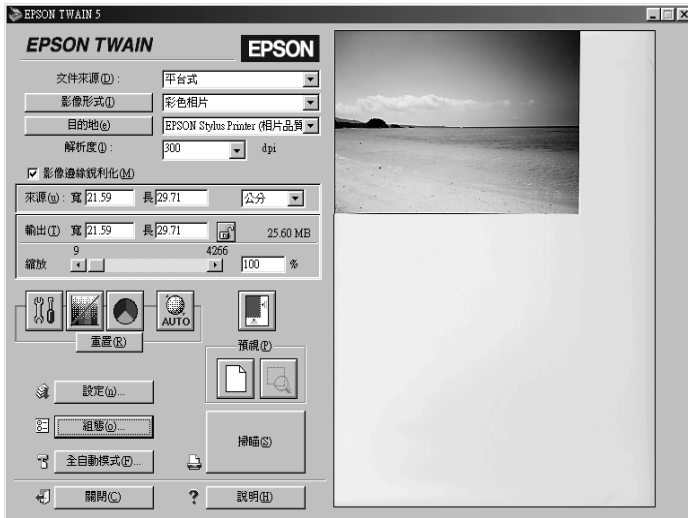 EPSON TWAIN 5
EPSON TWAIN EPSON
文件來源(D)： 平台式
影像形式(I) 彩色相片
目的地(e) EPSON Stylus Printer (相片品質
解析度(I)： 300 dpi
影像邊緣銳利化(M)
來源(u)： 寬 21.59 長 29.71 公分
輸出(T) 寬 21.59 長 29.71 25.60 MB
9 4266
縮放 100 %
AUTO
重置(R)
預視(P)
設定(n)...
組態(o)...
掃瞄(S)
全自動模式(F)...
關閉(C) ? 說明(H)